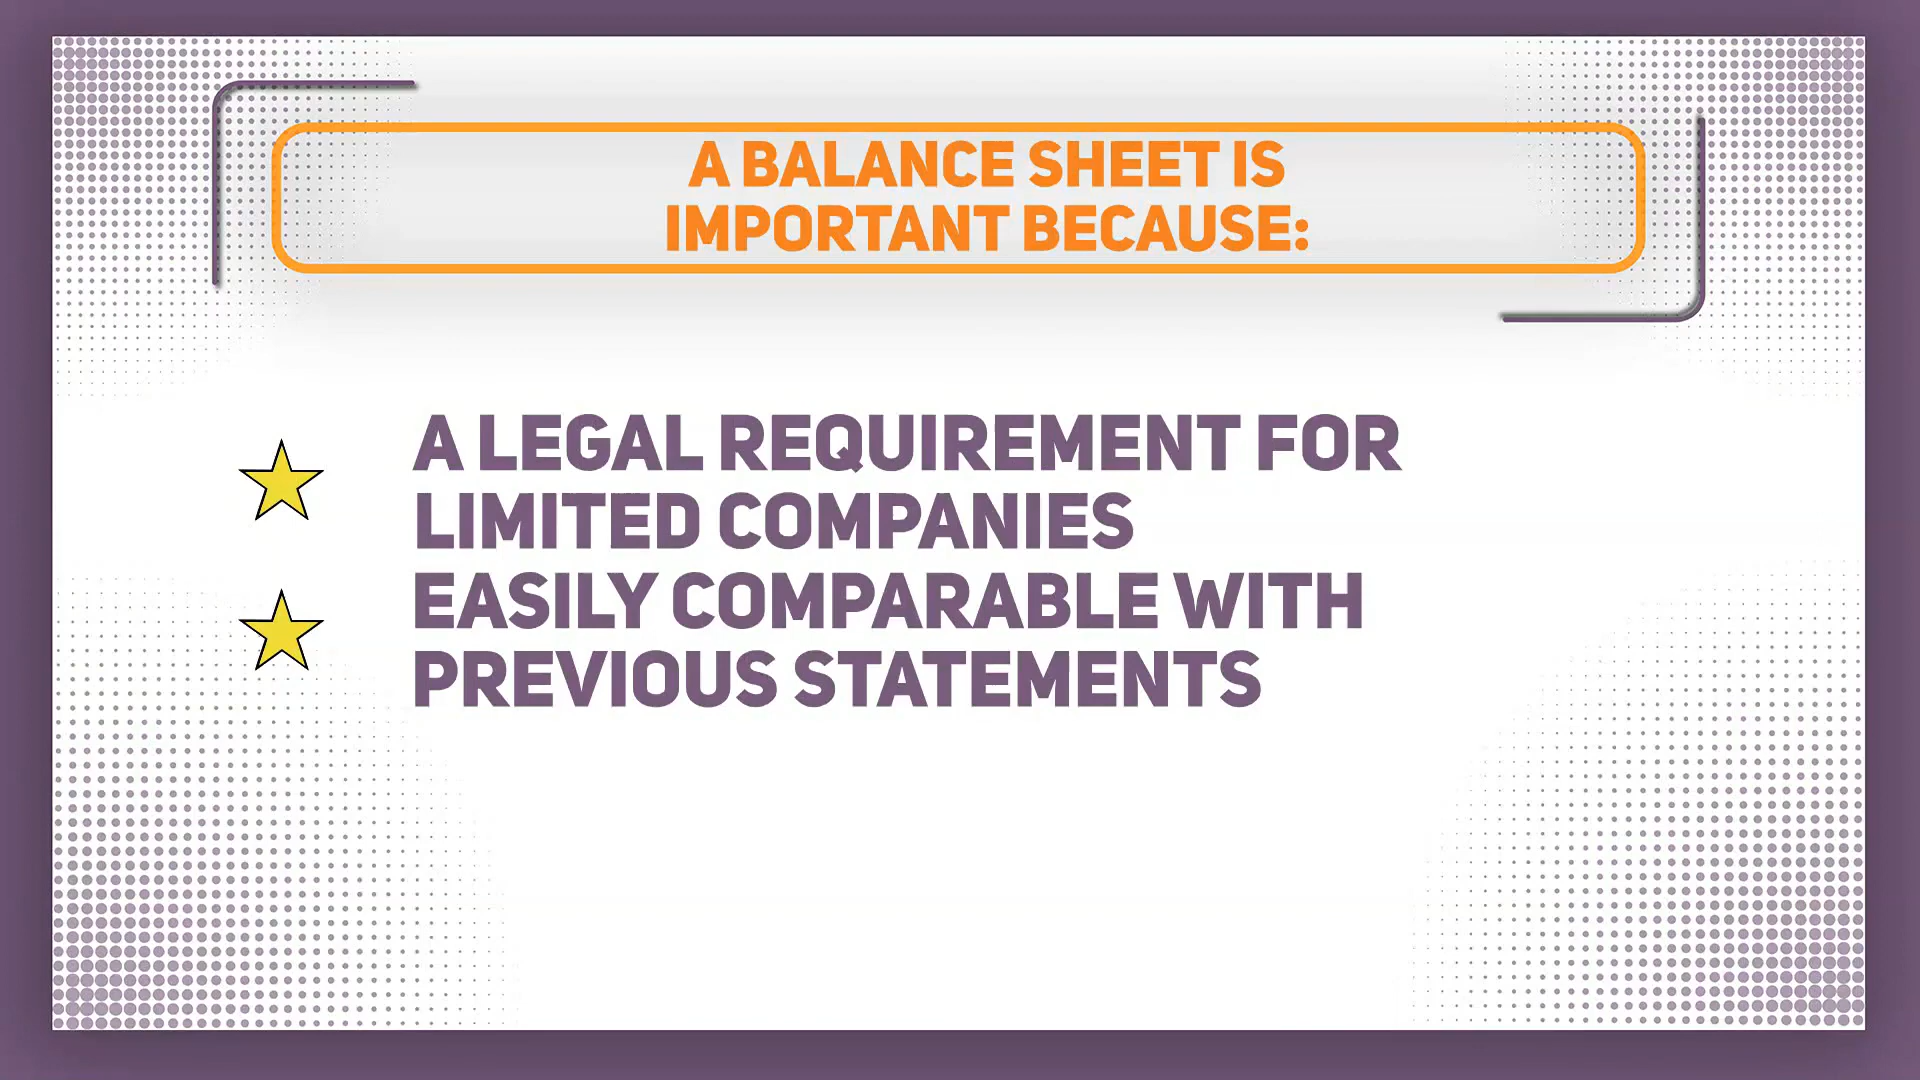 A BALANCE SHEET IS
IMPORTANT BECAUSE:
A LEGAL REQUIREMENT FOR
LIMITED COMPANIES
EASILY COMPARABLE WITH
PREVIOUS STATEMENTS